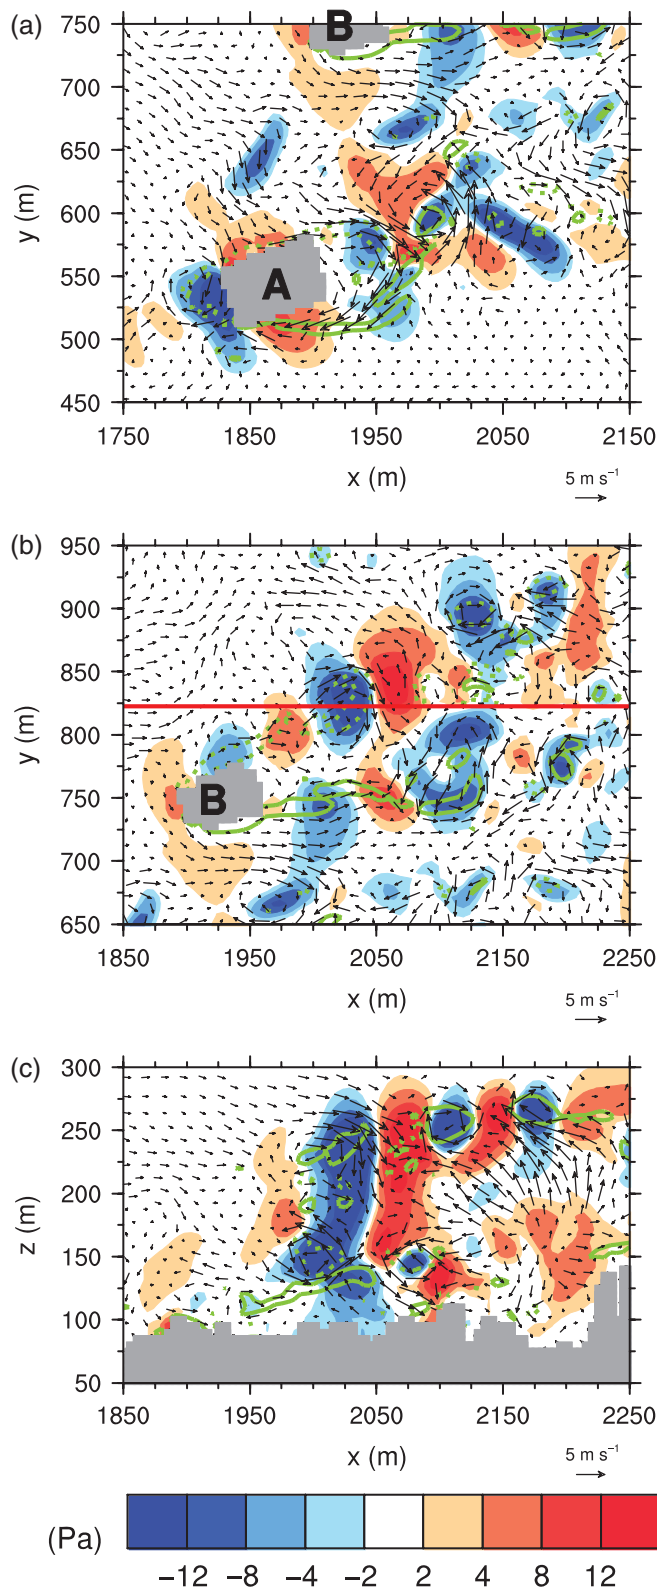 (a)
B
750
700
650
600
550
500
450
y (m)
A
1750 1850 1950 2050 2150
x (m)
5 m s⁻¹
(b)
950
900
850
800
750
700
650
y (m)
B
1850 1950 2050 2150 2250
x (m)
5 m s⁻¹
(c)
300
250
200
150
100
50
z (m)
1850 1950 2050 2150 2250
x (m)
5 m s⁻¹
(Pa)
−12 −8 −4 −2 2 4 8 12